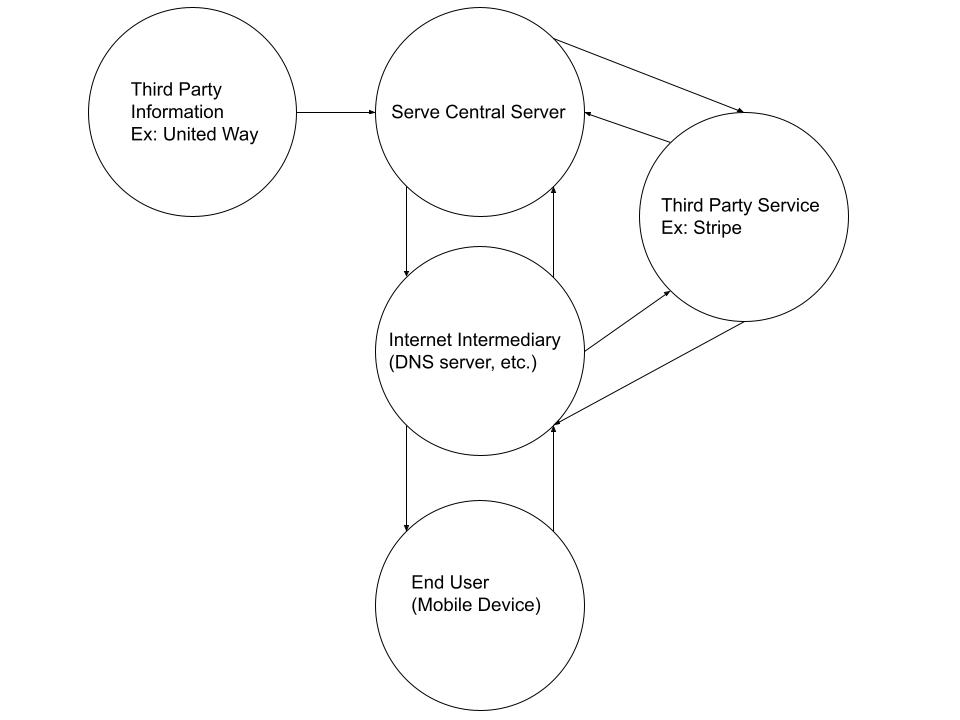 Third Party
Information
Ex: United Way
Serve Central Server
Third Party Service
Ex: Stripe
Internet Intermediary
(DNS server, etc.)
End User
(Mobile Device)